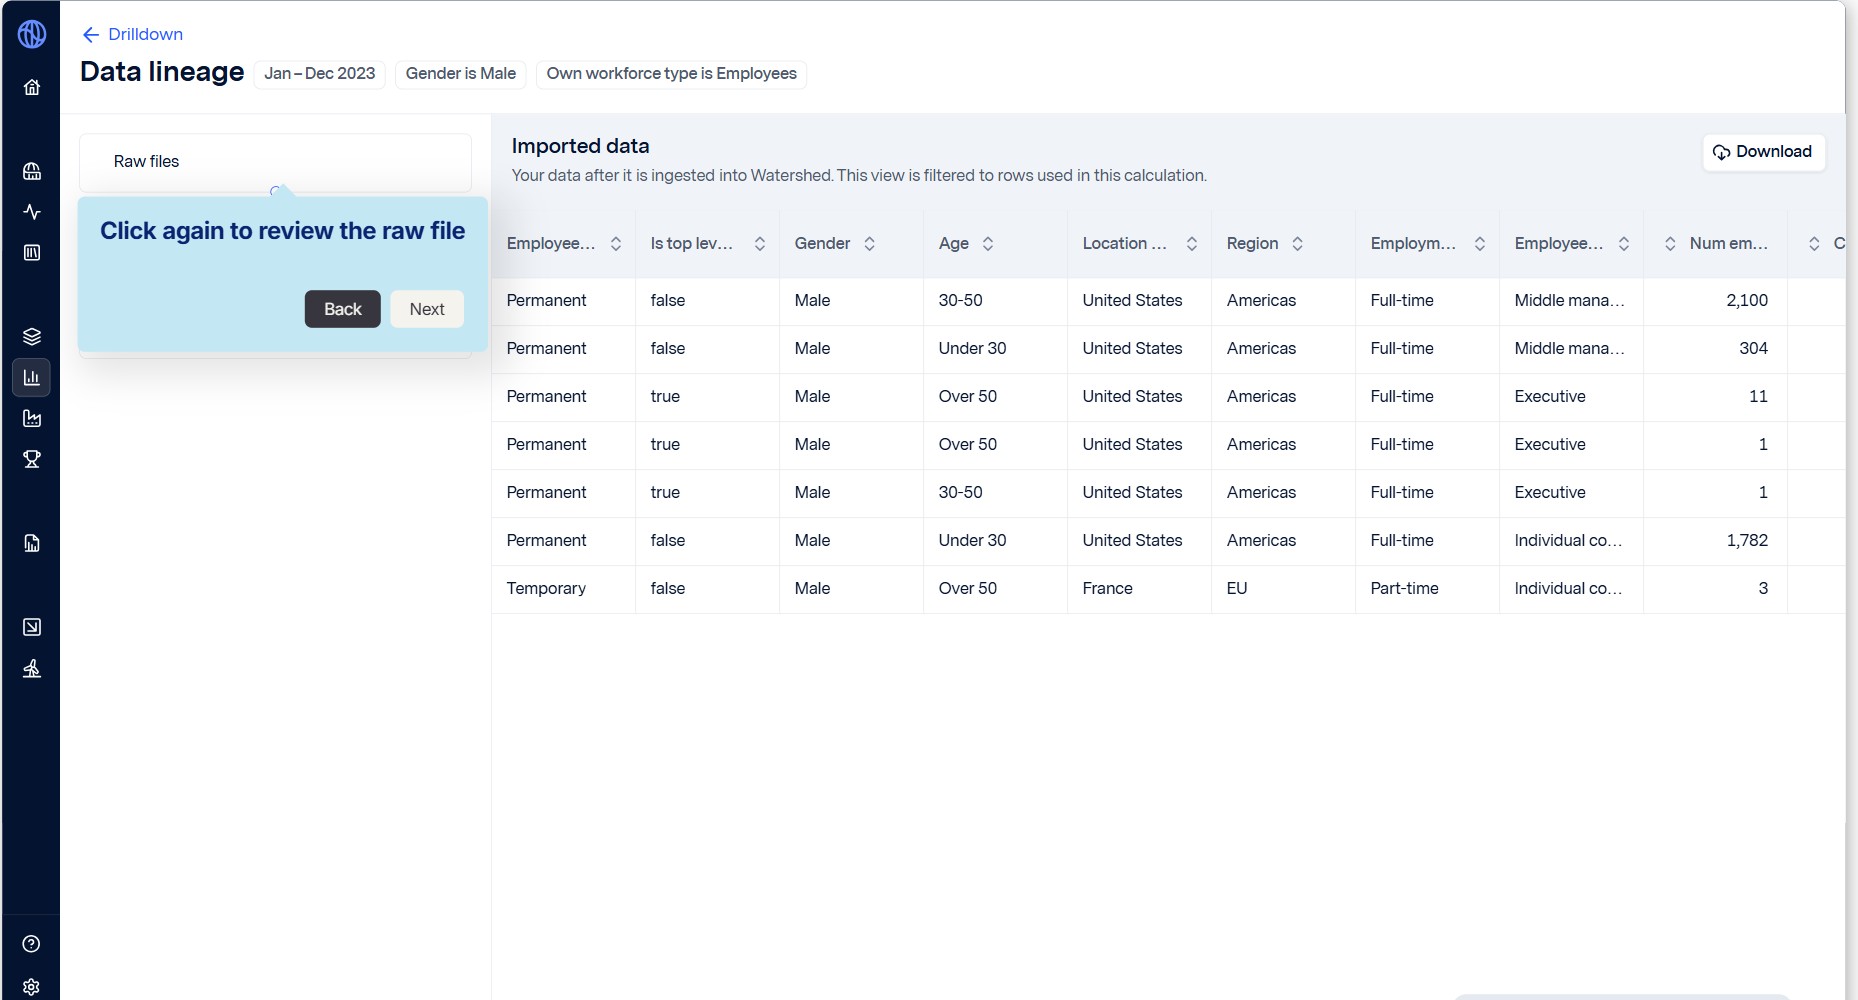 Drilldown
Data lineage Jan – Dec 2023 Gender is Male Own workforce type is Employees
Raw files
Click again to review the raw file
Back Next
Imported data
Your data after it is ingested into Watershed. This view is filtered to rows used in this calculation.
Download
Employee... Is top lev... Gender Age Location ... Region Employm... Employee... Num em... C
Permanent false Male 30-50 United States Americas Full-time Middle mana... 2,100
Permanent false Male Under 30 United States Americas Full-time Middle mana... 304
Permanent true Male Over 50 United States Americas Full-time Executive 11
Permanent true Male Over 50 United States Americas Full-time Executive 1
Permanent true Male 30-50 United States Americas Full-time Executive 1
Permanent false Male Under 30 United States Americas Full-time Individual co... 1,782
Temporary false Male Over 50 France EU Part-time Individual co... 3